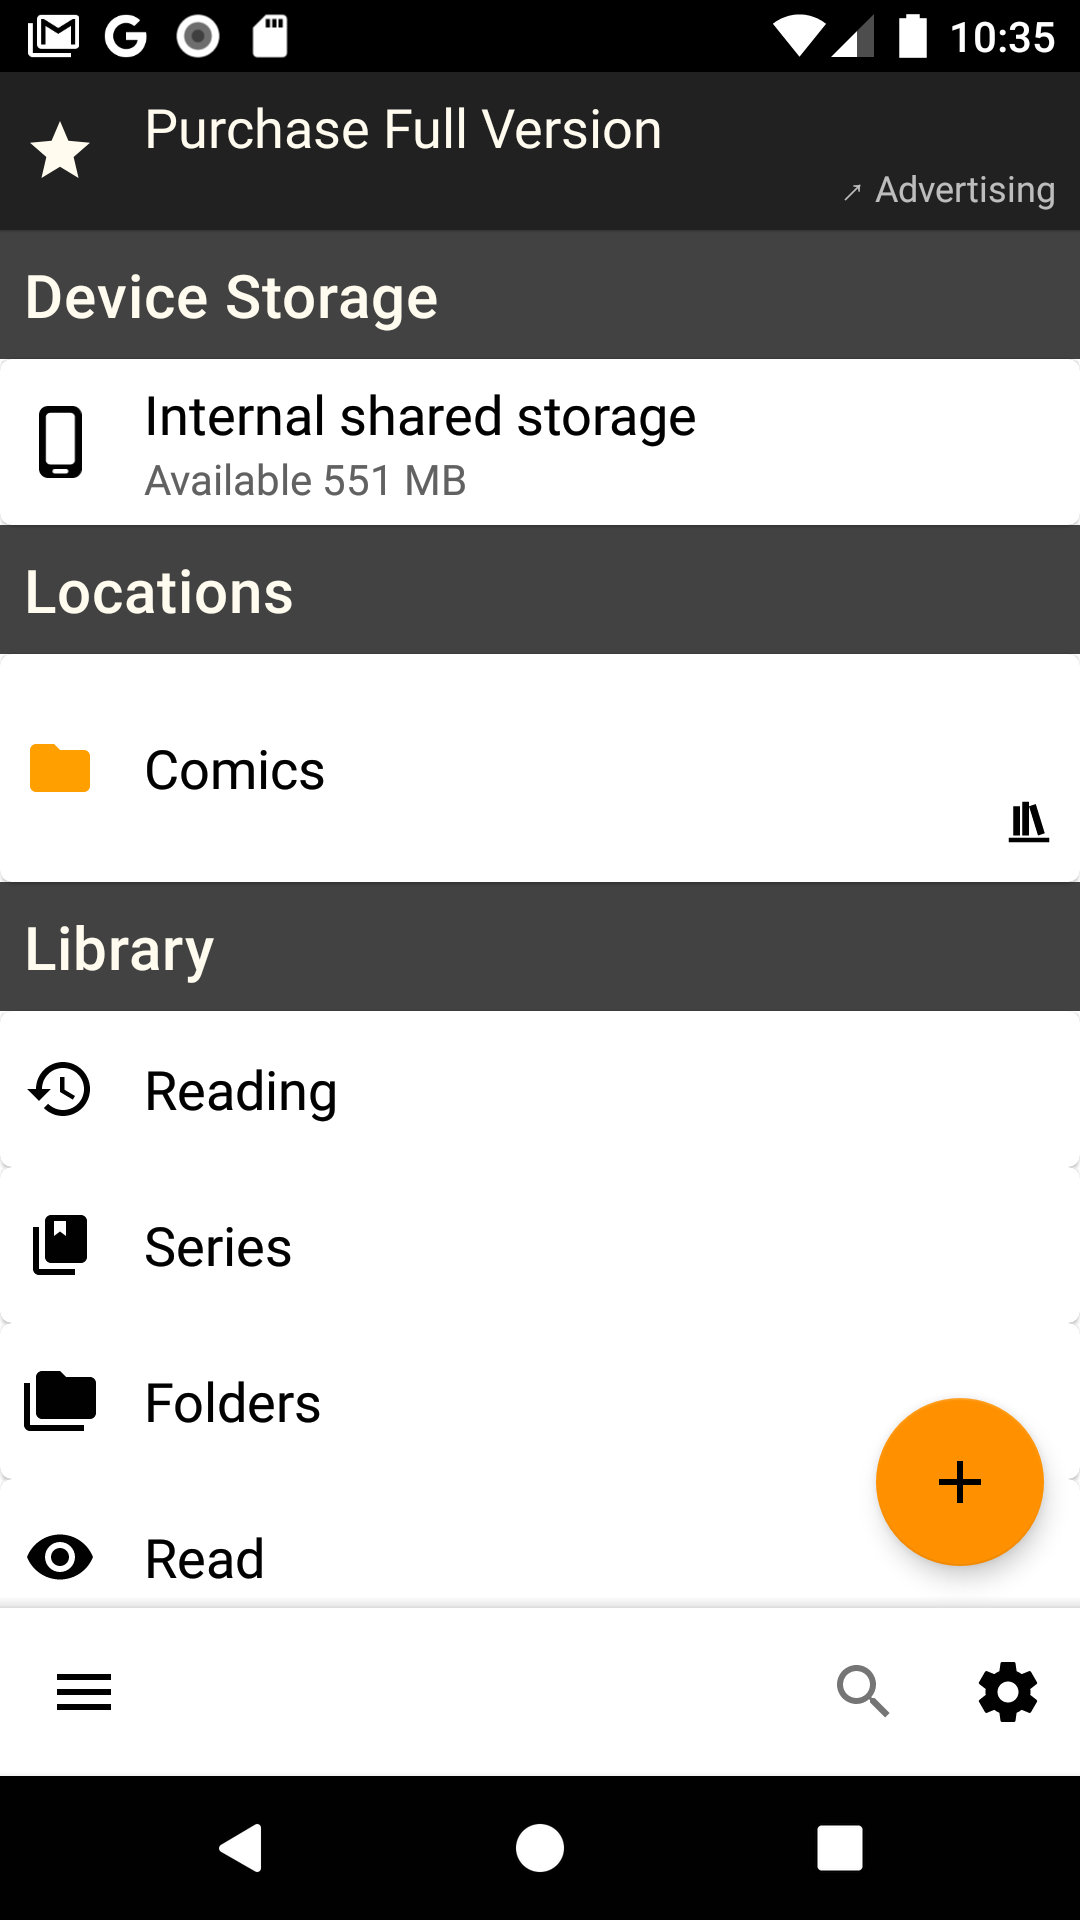 10:35
Purchase Full Version
Advertising
Device Storage
Internal shared storage
Available 551 MB
Locations
Comics
Library
Reading
Series
Folders
Read